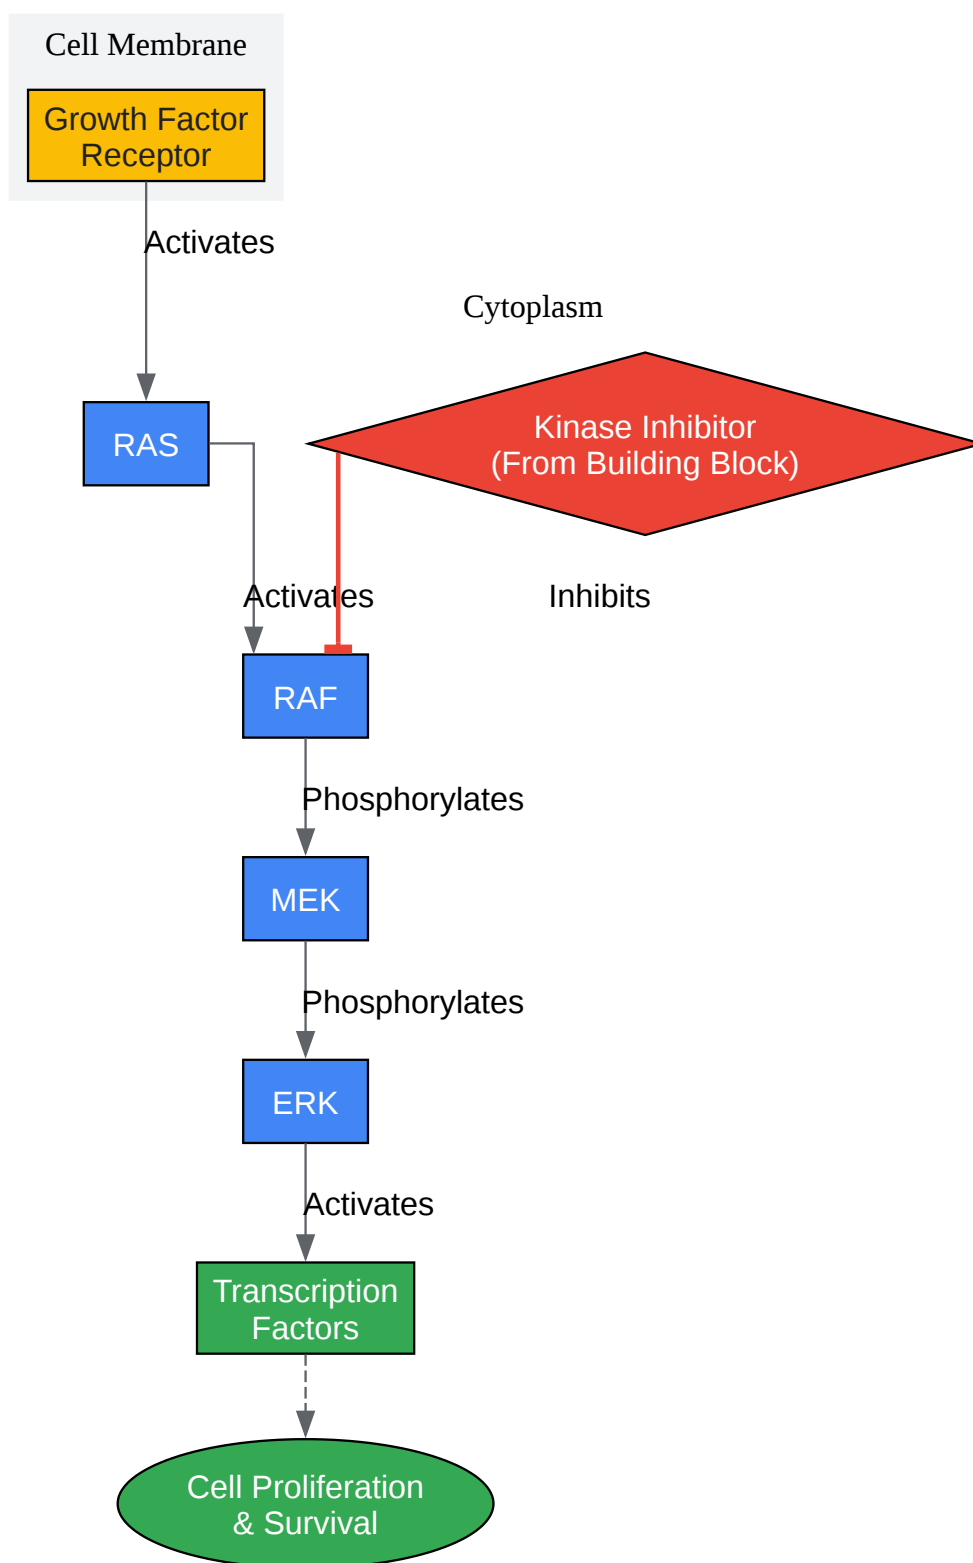 Cell Membrane
Growth Factor
Receptor
Activates
Cytoplasm
RAS
Kinase Inhibitor
(From Building Block)
Activates
Inhibits
RAF
Phosphorylates
MEK
Phosphorylates
ERK
Activates
Transcription
Factors
Cell Proliferation
& Survival